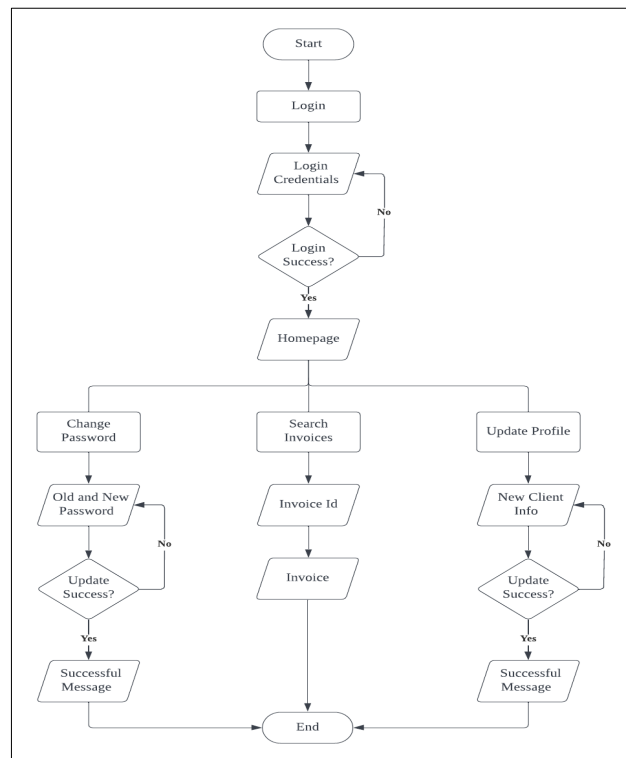 Start
Login
Login
Credentials
No
Login
Success?
Yes
Homepage
Change
Password
Search
Invoices
Update Profile
Old and New
Password
Invoice Id
New Client
Info
No
No
Update
Success?
Invoice
Update
Success?
Yes
Yes
Successful
Message
Successful
Message
End